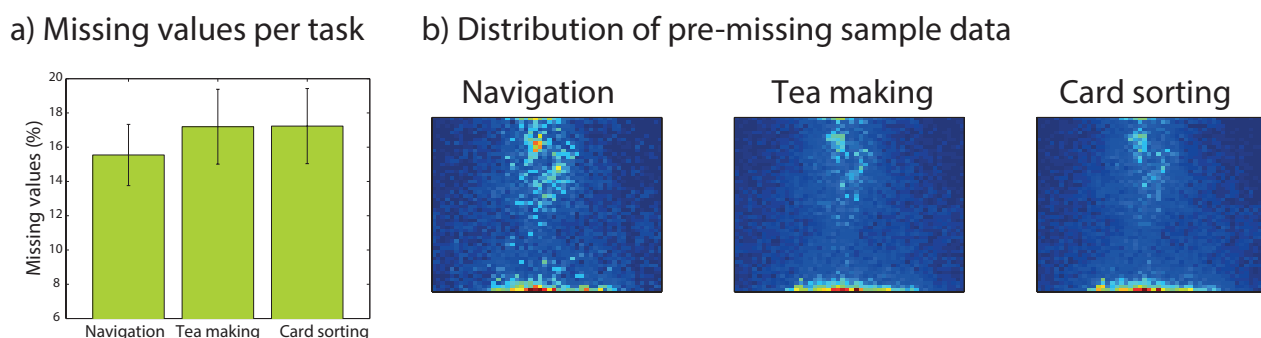 a) Missing values per task
b) Distribution of pre-missing sample data
Missing values (%)
20
18
16
14
12
10
8
6
Navigation
Tea making
Card sorting
Navigation
Tea making
Card sorting